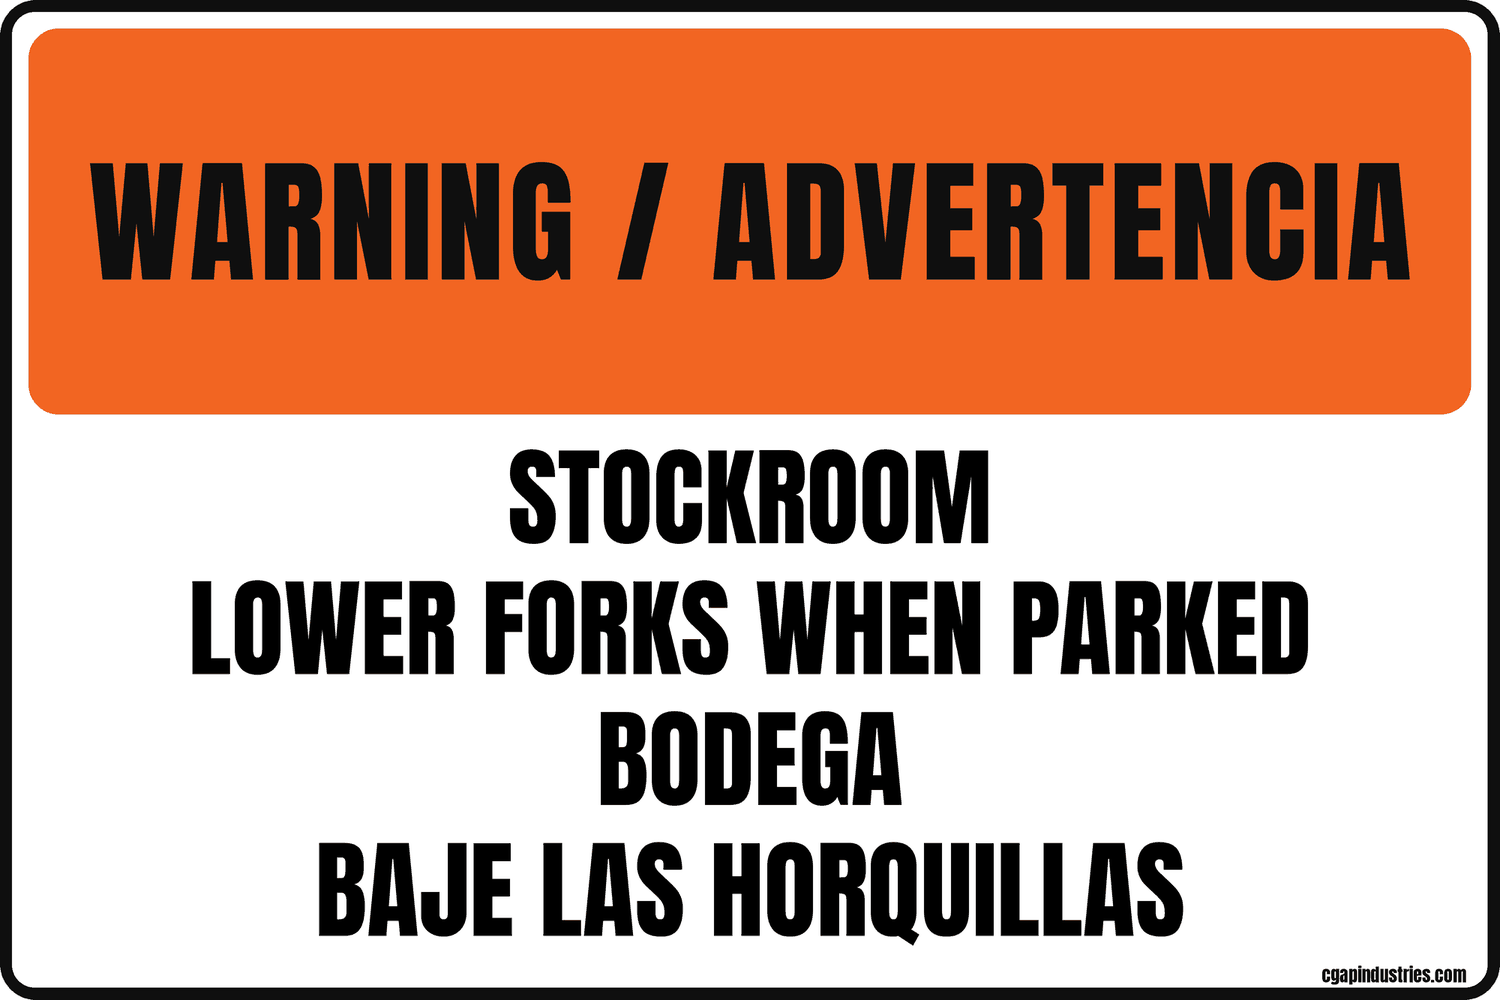 WARNING / ADVERTENCIA
STOCKROOM
LOWER FORKS WHEN PARKED
BODEGA
BAJE LAS HORQUILLAS
cgapindustries.com